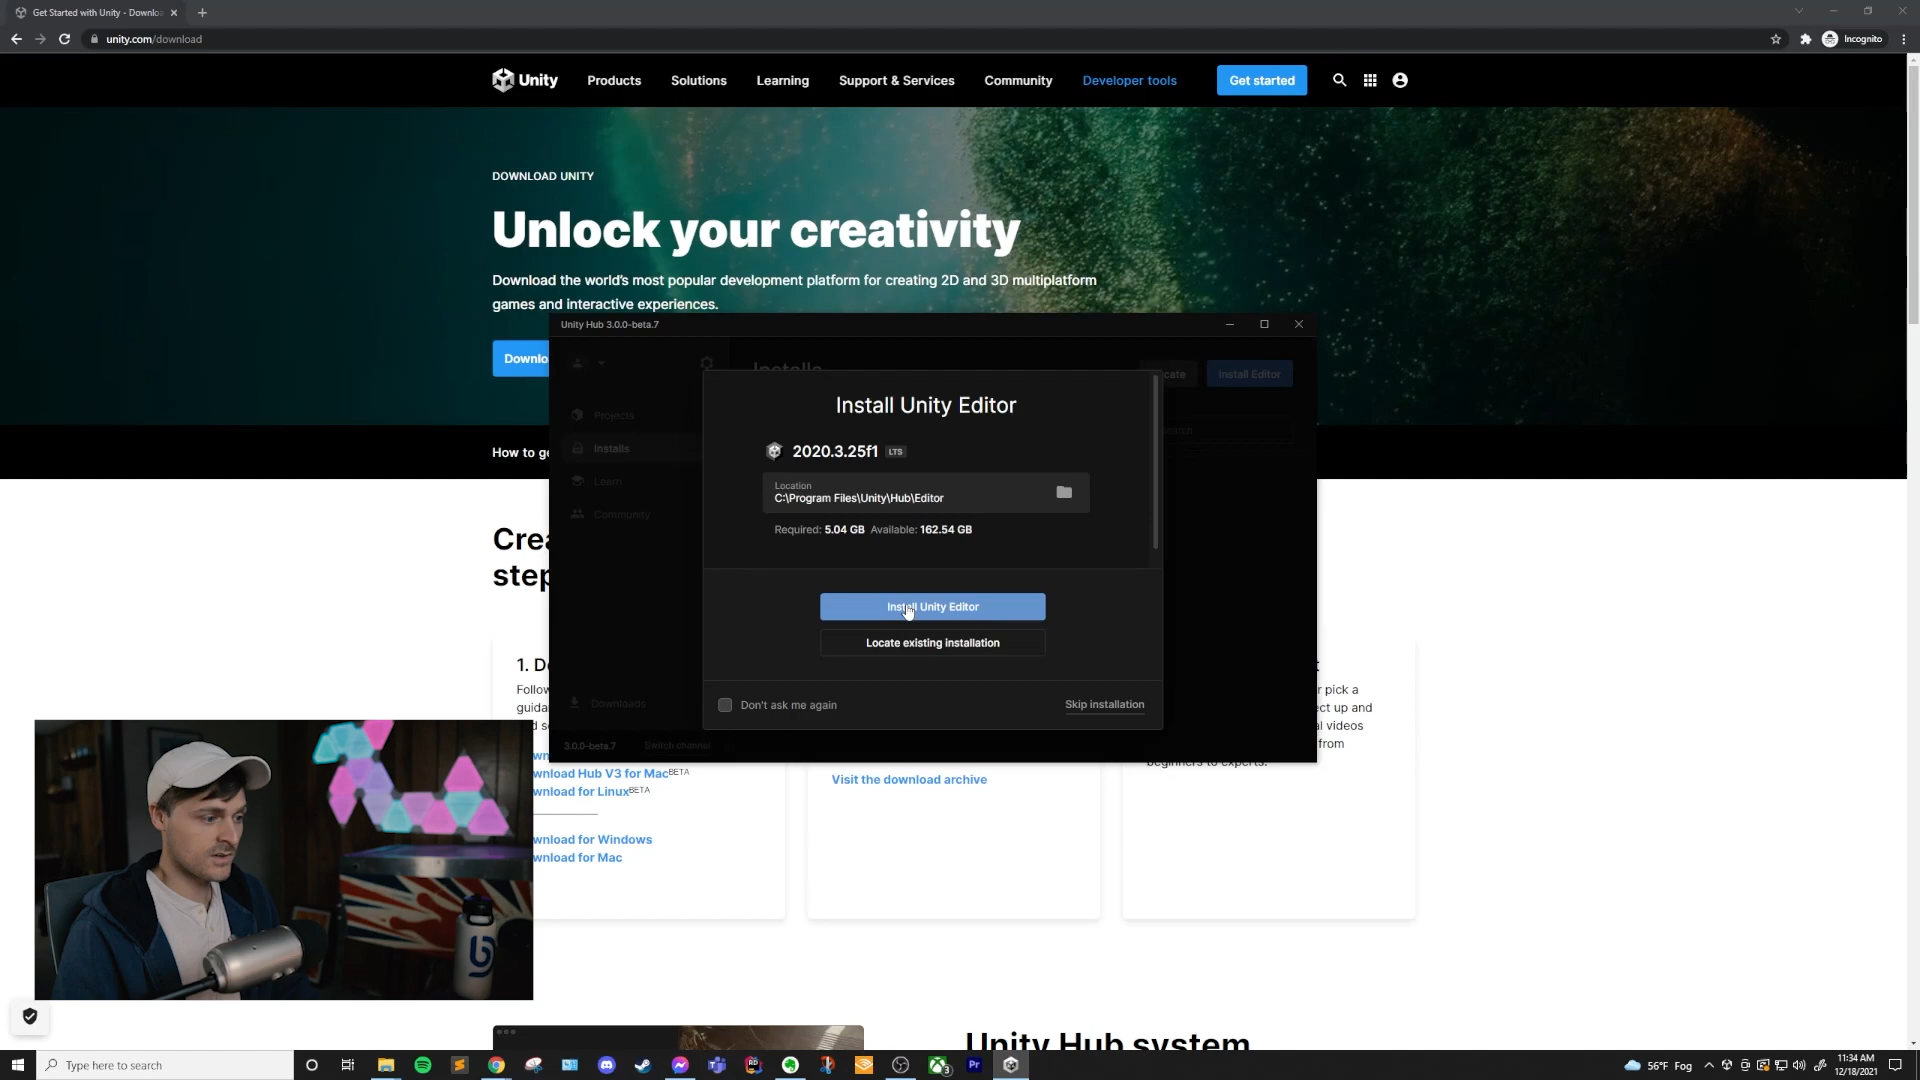 Get Started with Unity - Downlo
unity.com/download
Incognito
Unity
Products
Solutions
Learning
Support & Services
Community
Developer tools
Get started
DOWNLOAD UNITY
Unlock your creativity
Download the world's most popular development platform for creating 2D and 3D multiplatform
games and interactive experiences.
Downlo
How to ge
Unity Hub 3.0.0-beta.7
Installs
cate
Install Editor
Projects
Installs
Learn
Community
Downloads
3.0.0-beta.7
Switch channel
Install Unity Editor
2020.3.25f1 LTS
Location
C:\Program Files\Unity\Hub\Editor
Required: 5.04 GB Available: 162.54 GB
Install Unity Editor
Locate existing installation
Don't ask me again
Skip installation
Crea
step
1. D
Follow
guida
d s
wn
wnload Hub V3 for Mac BETA
wnload for Linux BETA
wnload for Windows
wnload for Mac
Visit the download archive
t
r pick a
ect up and
al videos
from
beginners to experts.
Unity Hub system
Type here to search
56°F Fog
11:34 AM
12/18/2021